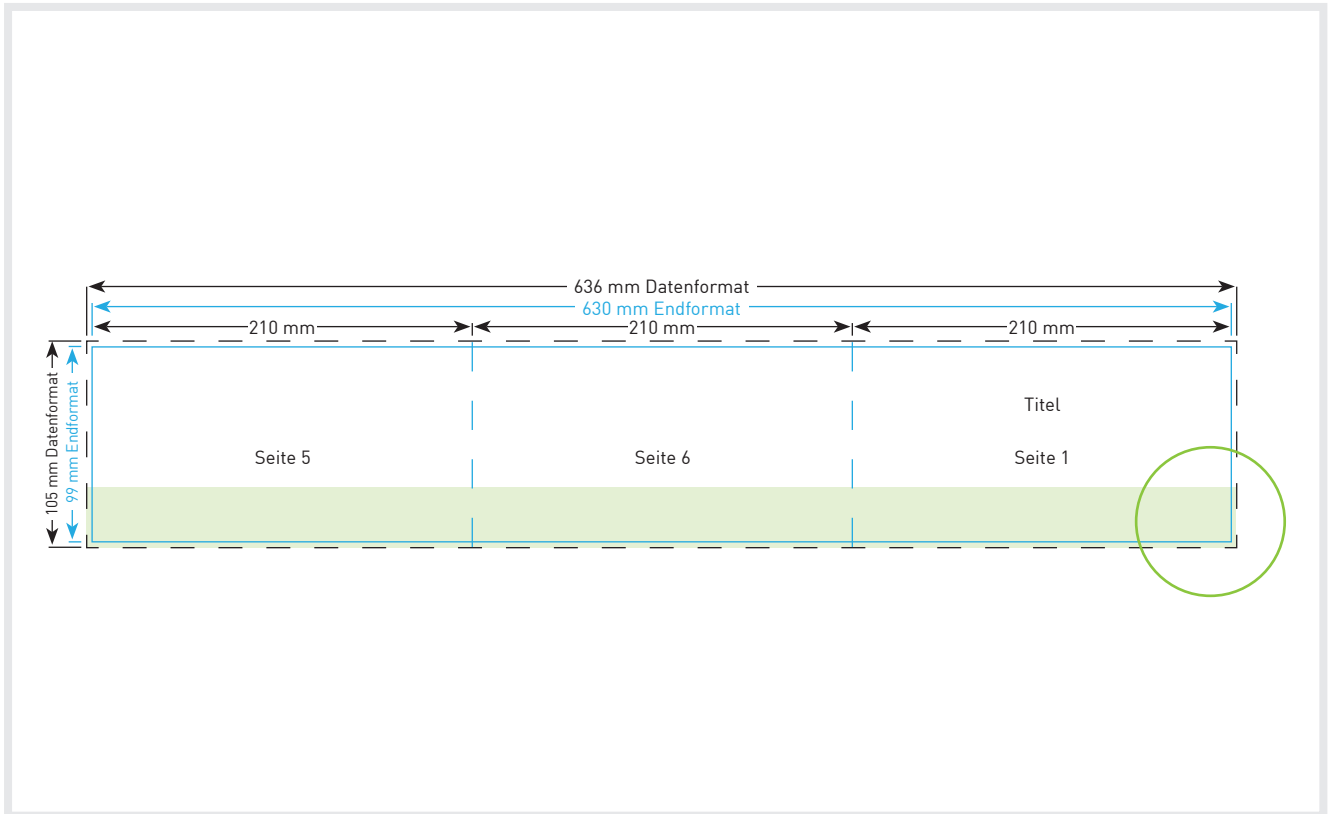 636 mm Datenformat
630 mm Endformat
210 mm
210 mm
210 mm
105 mm Datenformat
99 mm Endformat
Titel
Seite 5
Seite 6
Seite 1